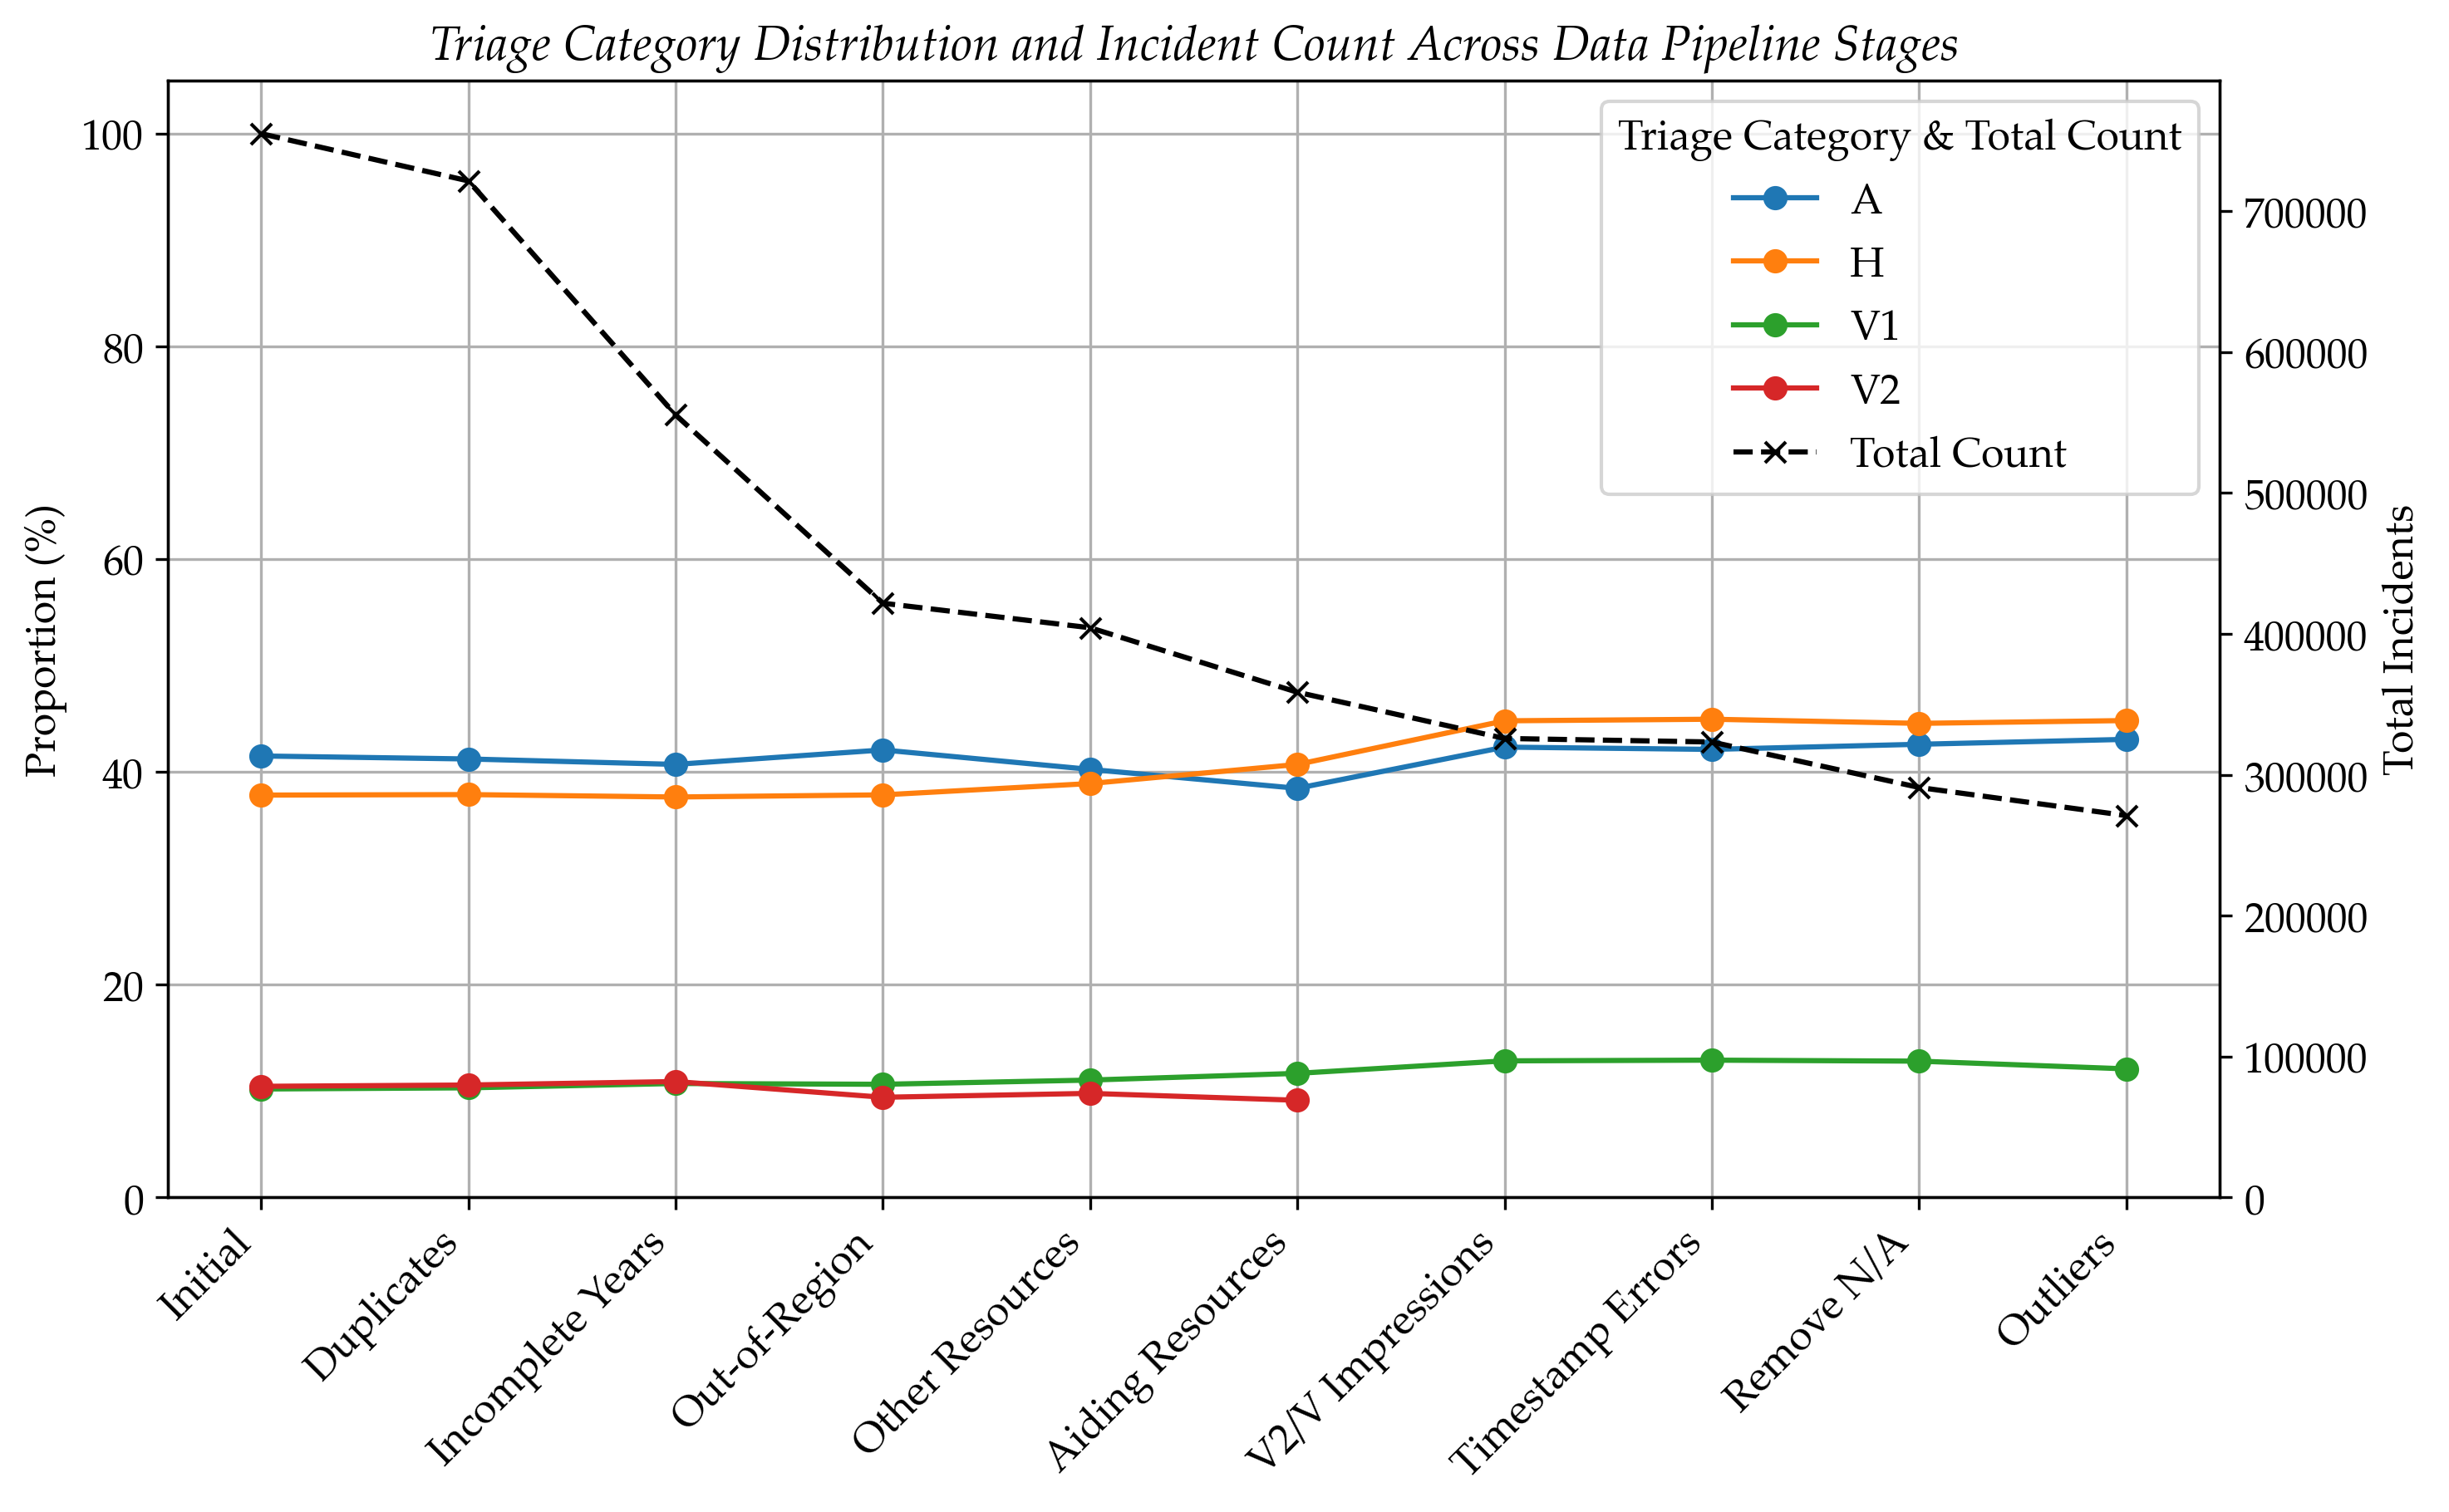 Triage Category Distribution and Incident Count Across Data Pipeline Stages
Proportion (%)
100
80
60
40
20
0
Triage Category & Total Count
A
H
V1
V2
Total Count
700000
600000
500000
400000
300000
200000
100000
0
Total Incidents
Initial
Duplicates
Incomplete Years
Out-of-Region
Other Resources
Aiding Resources
V2/V Impressions
Timestamp Errors
Remove N/A
Outliers